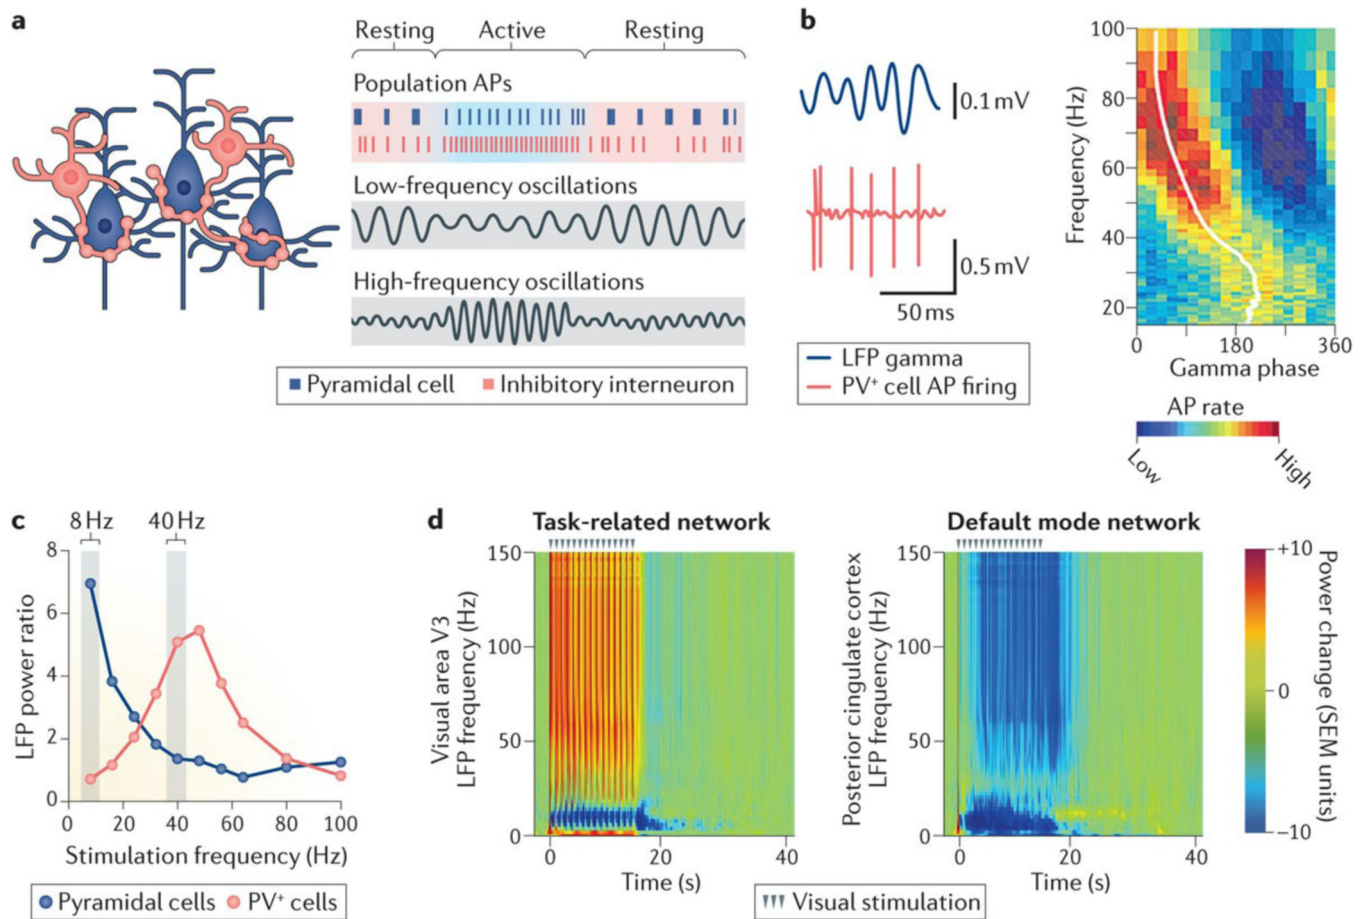 a
Resting Active Resting
Population APs
Low-frequency oscillations
High-frequency oscillations
Pyramidal cell Inhibitory interneuron
b
0.1 mV
0.5 mV
50 ms
LFP gamma
PV+ cell AP firing
Frequency (Hz)
100
80
60
40
20
0 180 360
Gamma phase
AP rate
Low High
c
8 Hz 40 Hz
LFP power ratio
8
6
4
2
0
0 20 40 60 80 100
Stimulation frequency (Hz)
Pyramidal cells PV+ cells
d
Task-related network
Visual area V3
LFP frequency (Hz)
150
100
50
0
0 20 40
Time (s)
Default mode network
Posterior cingulate cortex
LFP frequency (Hz)
150
100
50
0
0 20 40
Time (s)
+10
0
−10
Power change (SEM units)
Visual stimulation